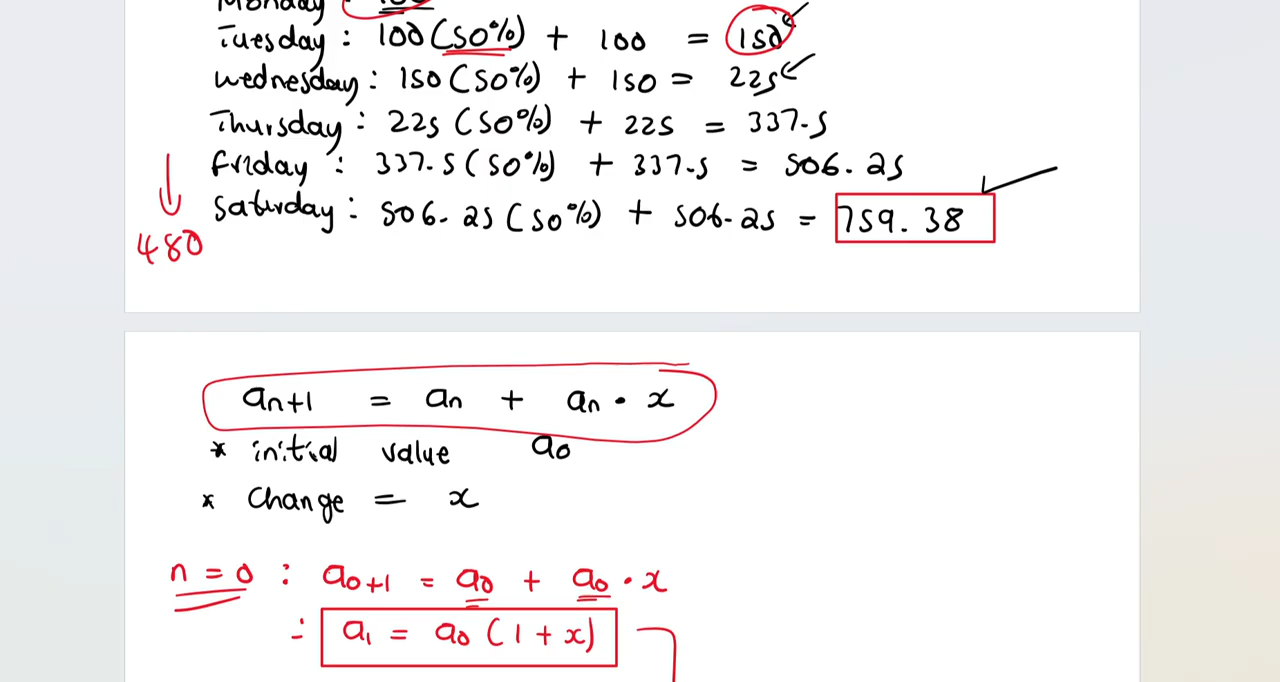 Monday : 100
Tuesday : 100 (50%) + 100 = 150
Wednesday : 150 (50%) + 150 = 225
Thursday : 225 (50%) + 225 = 337.5
Friday : 337.5 (50%) + 337.5 = 506.25
Saturday : 506.25 (50%) + 506.25 = 759.38
480
an+1 = an + an · x
* initial value a0
* Change = x
n = 0 : a0+1 = a0 + a0 · x
: a1 = a0 (1 + x)